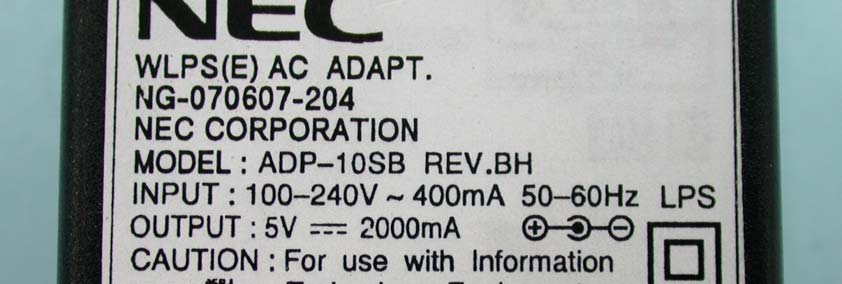 NEC
WLPS(E) AC ADAPT.
NG-070607-204
NEC CORPORATION
MODEL : ADP-10SB REV.BH
INPUT : 100-240V ~ 400mA 50-60Hz LPS
OUTPUT : 5V ⎓ 2000mA
CAUTION : For use with Information